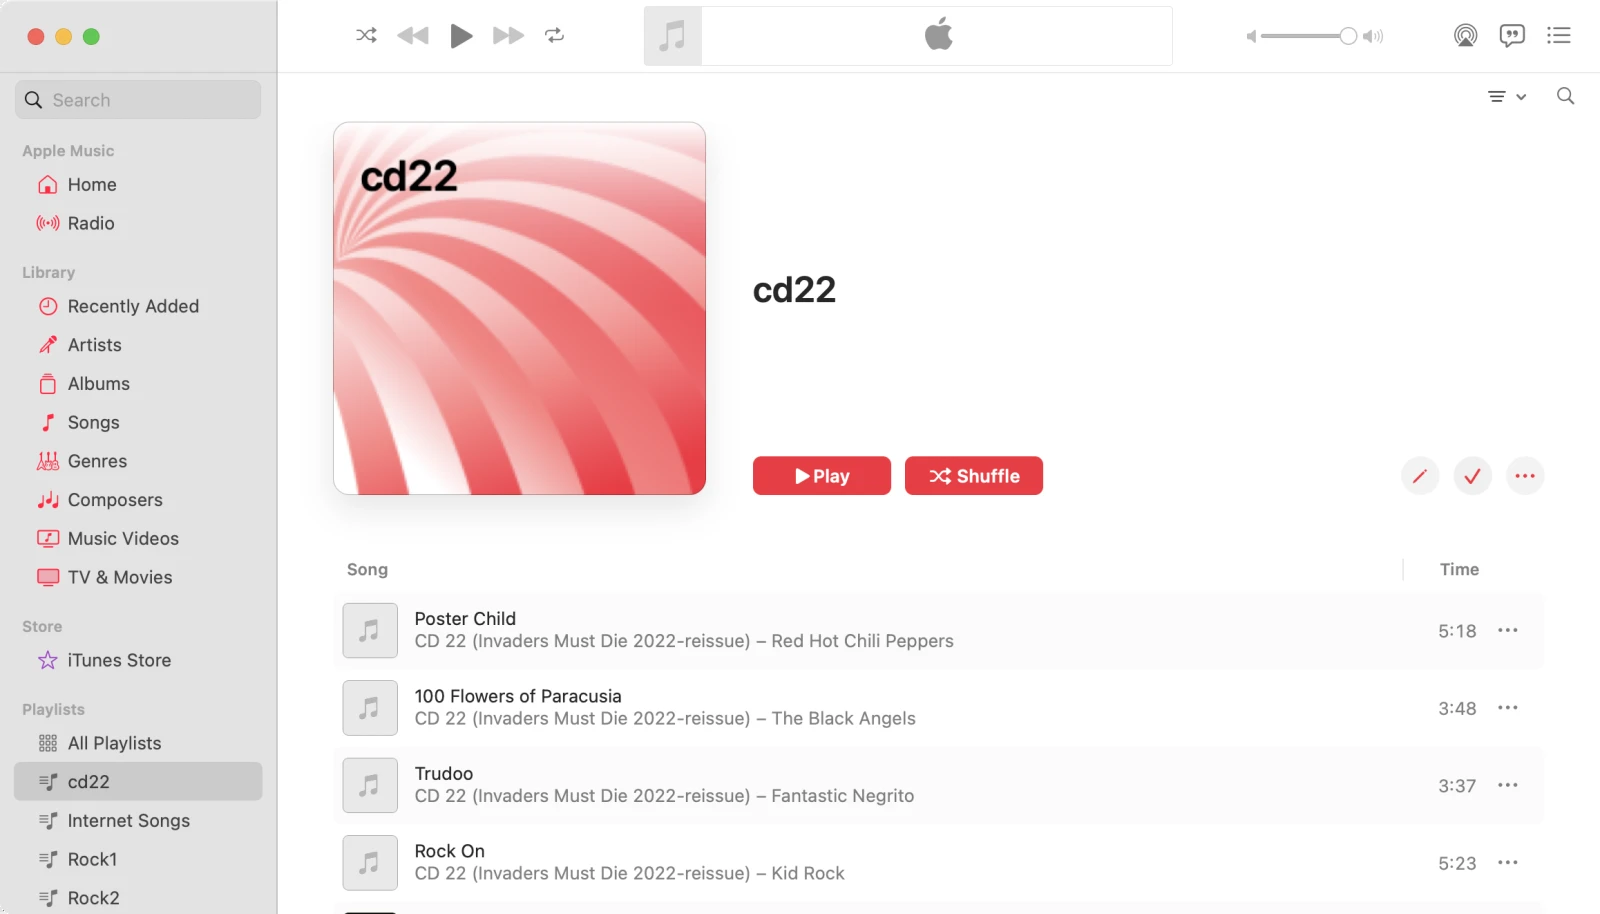 Search
Apple Music
Home
Radio
Library
Recently Added
Artists
Albums
Songs
Genres
Composers
Music Videos
TV & Movies
Store
iTunes Store
Playlists
All Playlists
cd22
Internet Songs
Rock1
Rock2
cd22
cd22
Play
Shuffle
Song Time
Poster Child
CD 22 (Invaders Must Die 2022-reissue) – Red Hot Chili Peppers
5:18
100 Flowers of Paracusia
CD 22 (Invaders Must Die 2022-reissue) – The Black Angels
3:48
Trudoo
CD 22 (Invaders Must Die 2022-reissue) – Fantastic Negrito
3:37
Rock On
CD 22 (Invaders Must Die 2022-reissue) – Kid Rock
5:23